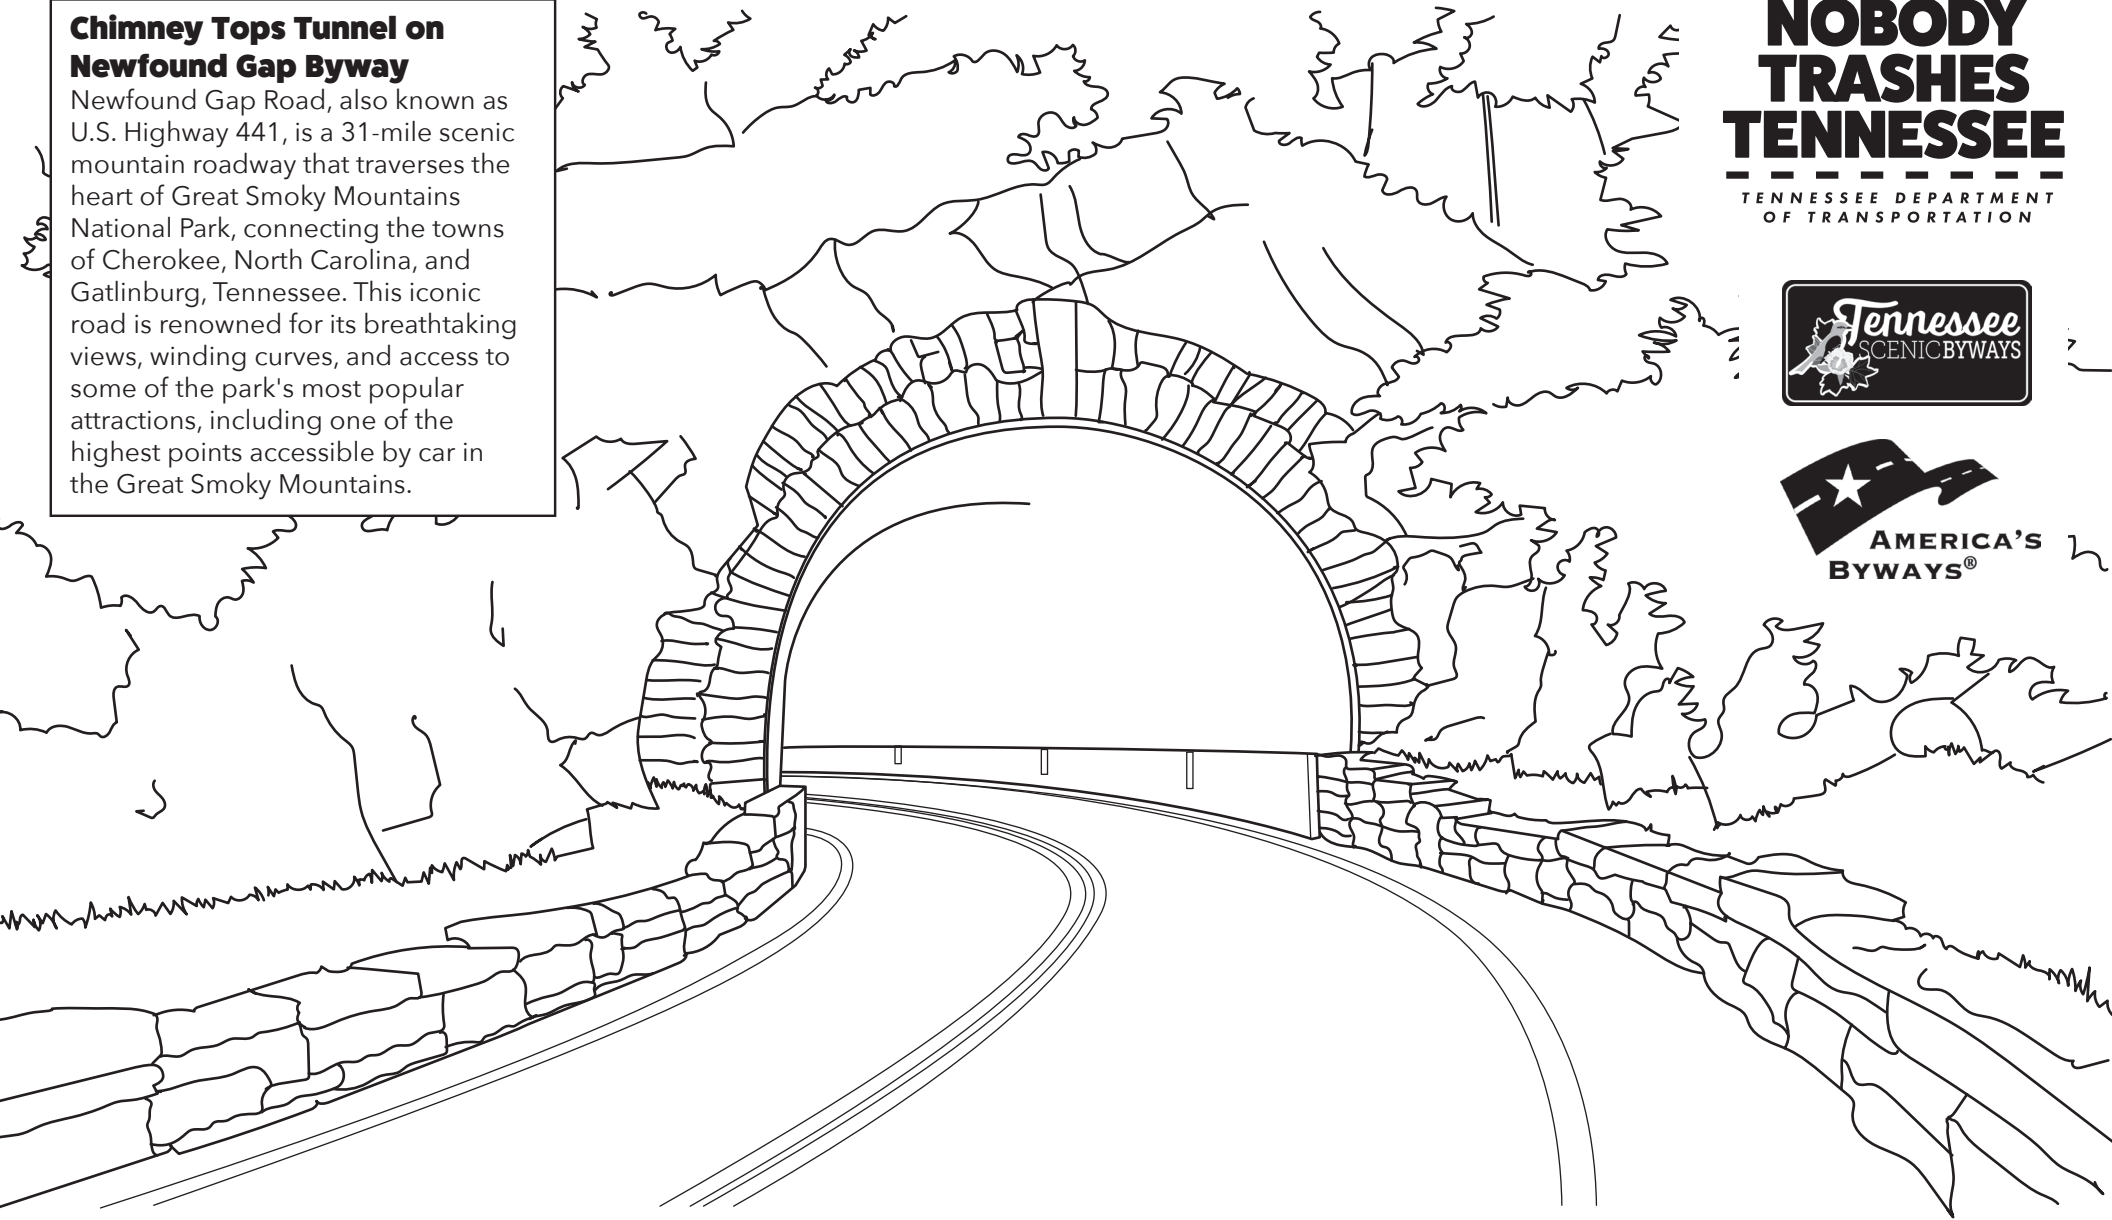 Chimney Tops Tunnel on
Newfound Gap Byway
Newfound Gap Road, also known as
U.S. Highway 441, is a 31-mile scenic
mountain roadway that traverses the
heart of Great Smoky Mountains
National Park, connecting the towns
of Cherokee, North Carolina, and
Gatlinburg, Tennessee. This iconic
road is renowned for its breathtaking
views, winding curves, and access to
some of the park's most popular
attractions, including one of the
highest points accessible by car in
the Great Smoky Mountains.
NOBODY
TRASHES
TENNESSEE
TENNESSEE DEPARTMENT
OF TRANSPORTATION
Tennessee
SCENIC BYWAYS
AMERICA'S
BYWAYS®